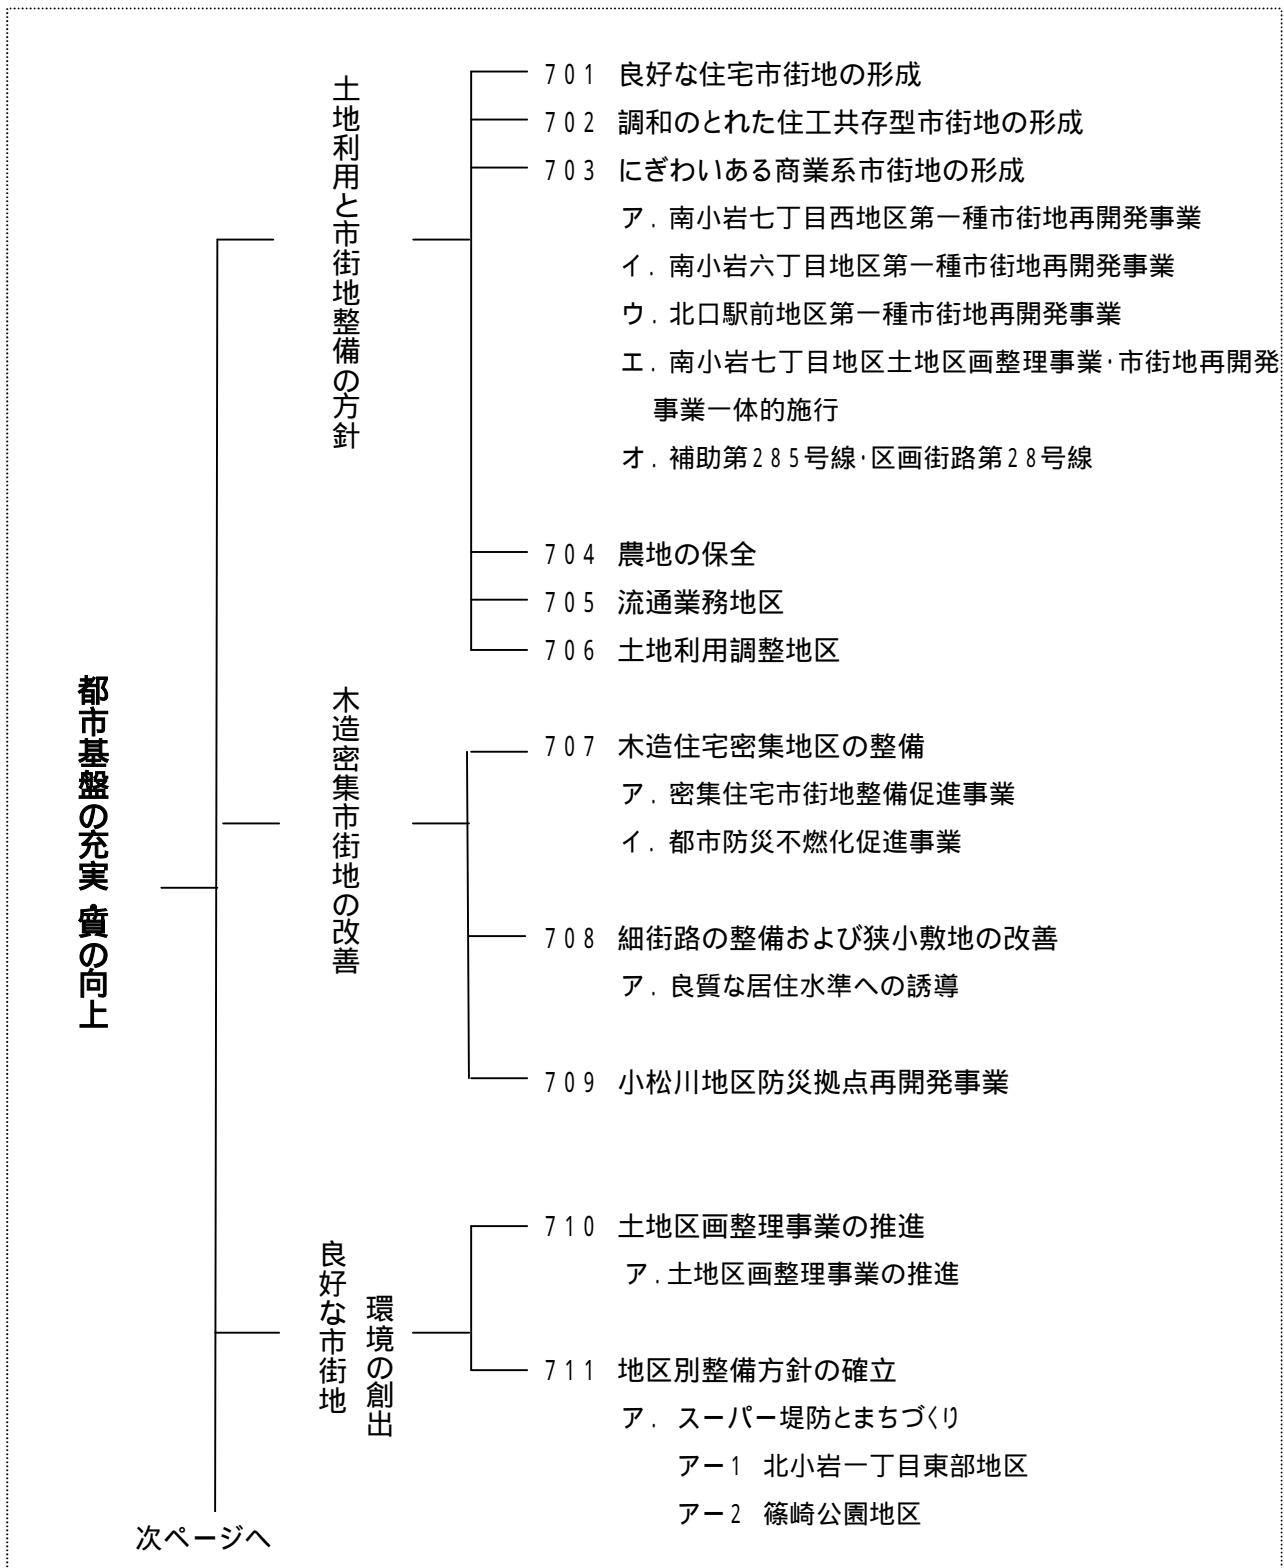 都市基盤の充実・質の向上
土地利用と市街地整備の方針
701 良好な住宅市街地の形成
702 調和のとれた住工共存型市街地の形成
703 にぎわいある商業系市街地の形成
ア．南小岩七丁目西地区第一種市街地再開発事業
イ．南小岩六丁目地区第一種市街地再開発事業
ウ．北口駅前地区第一種市街地再開発事業
エ．南小岩七丁目地区土地区画整理事業・市街地再開発
事業一体的施行
オ．補助第285号線・区画街路第28号線
704 農地の保全
705 流通業務地区
706 土地利用調整地区
木造密集市街地の改善
707 木造住宅密集地区の整備
ア．密集住宅市街地整備促進事業
イ．都市防災不燃化促進事業
708 細街路の整備および狭小敷地の改善
ア．良質な居住水準への誘導
709 小松川地区防災拠点再開発事業
良好な市街地
環境の創出
710 土地区画整理事業の推進
ア．土地区画整理事業の推進
711 地区別整備方針の確立
ア．スーパー堤防とまちづくり
アー1 北小岩一丁目東部地区
アー2 篠崎公園地区
次ページへ